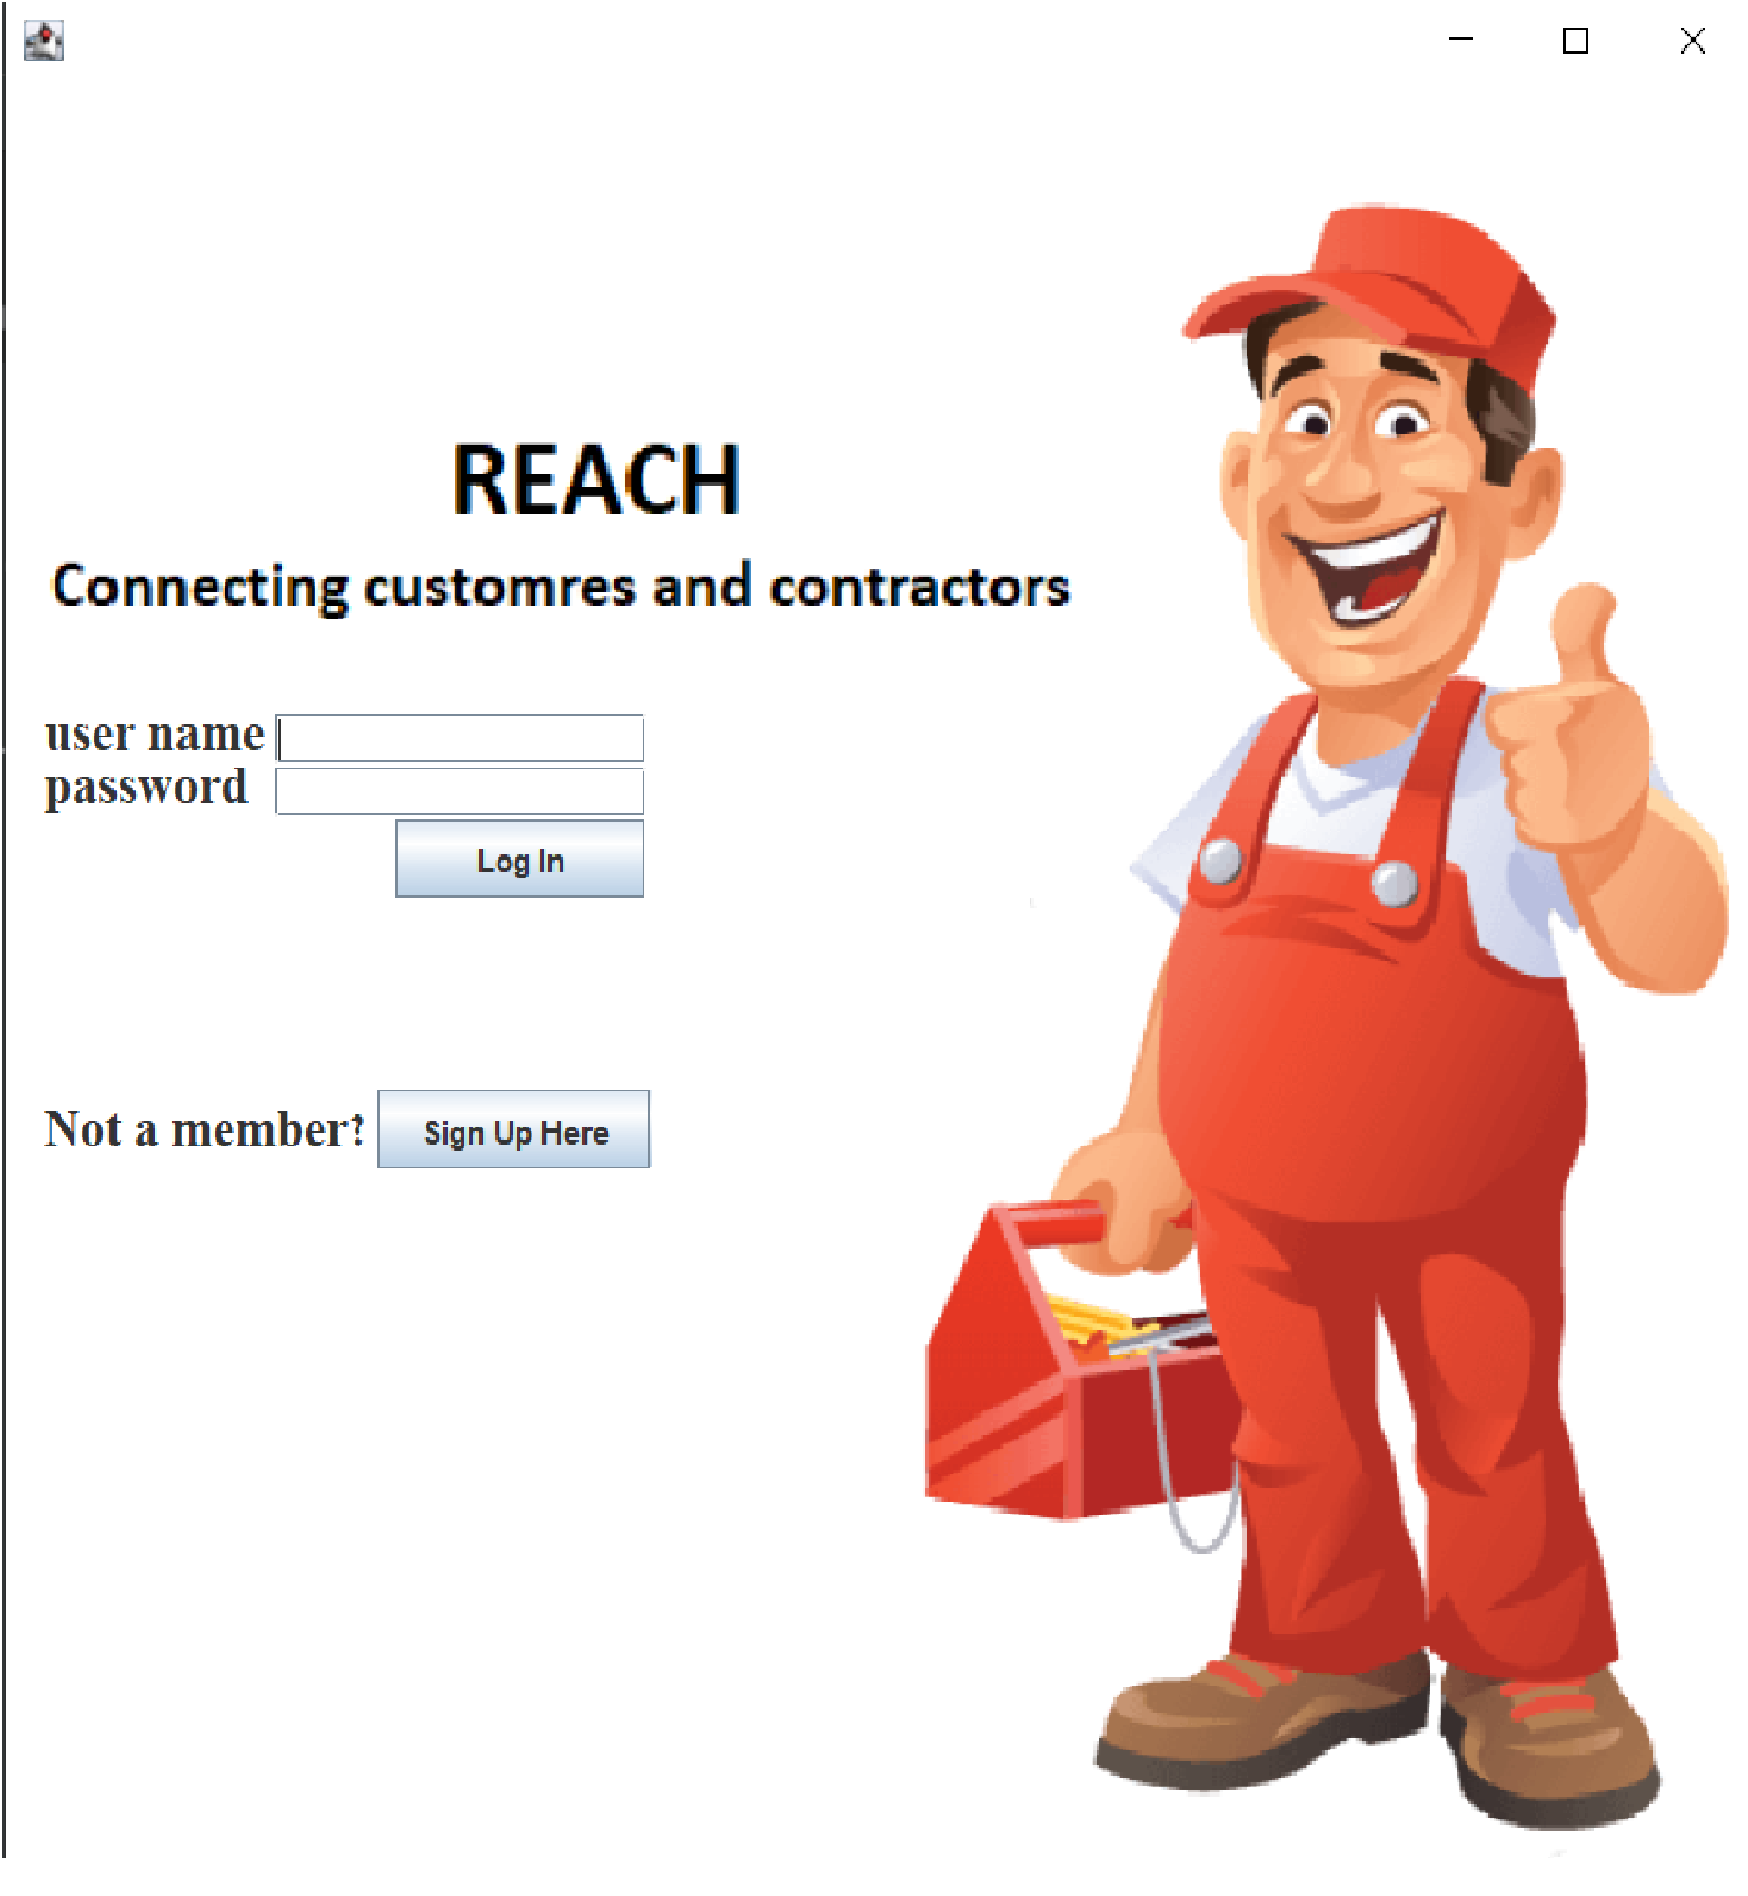 REACH
Connecting customres and contractors
user name
password
Log In
Not a member? Sign Up Here